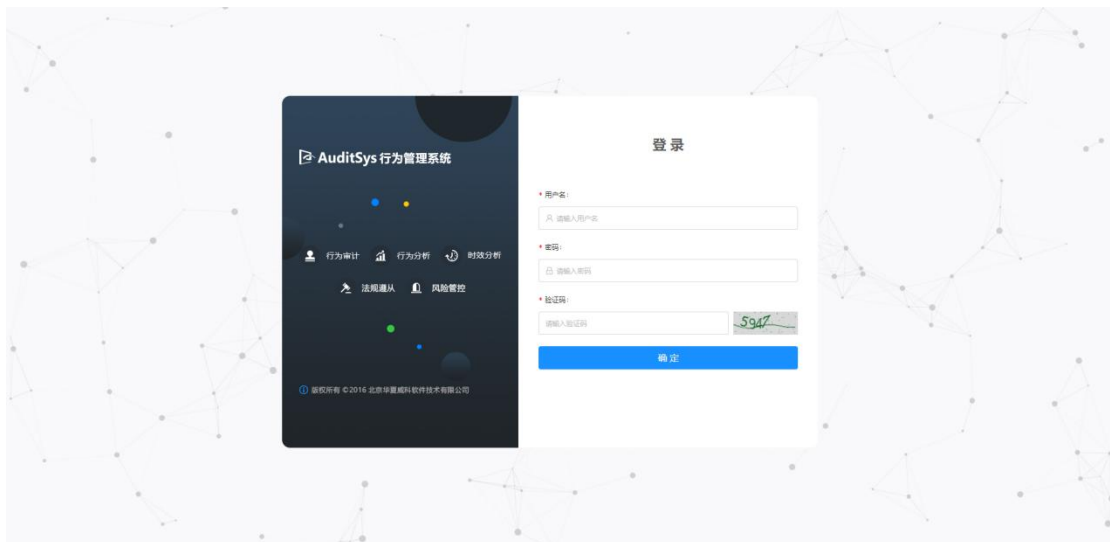 AuditSys 行为管理系统
行为审计 行为分析 时效分析
法规遵从 风险管控
版权所有 ©2016 北京华夏威科软件技术有限公司
登录
* 用户名:
请输入用户名
* 密码:
请输入密码
* 验证码:
请输入验证码 5947
确定